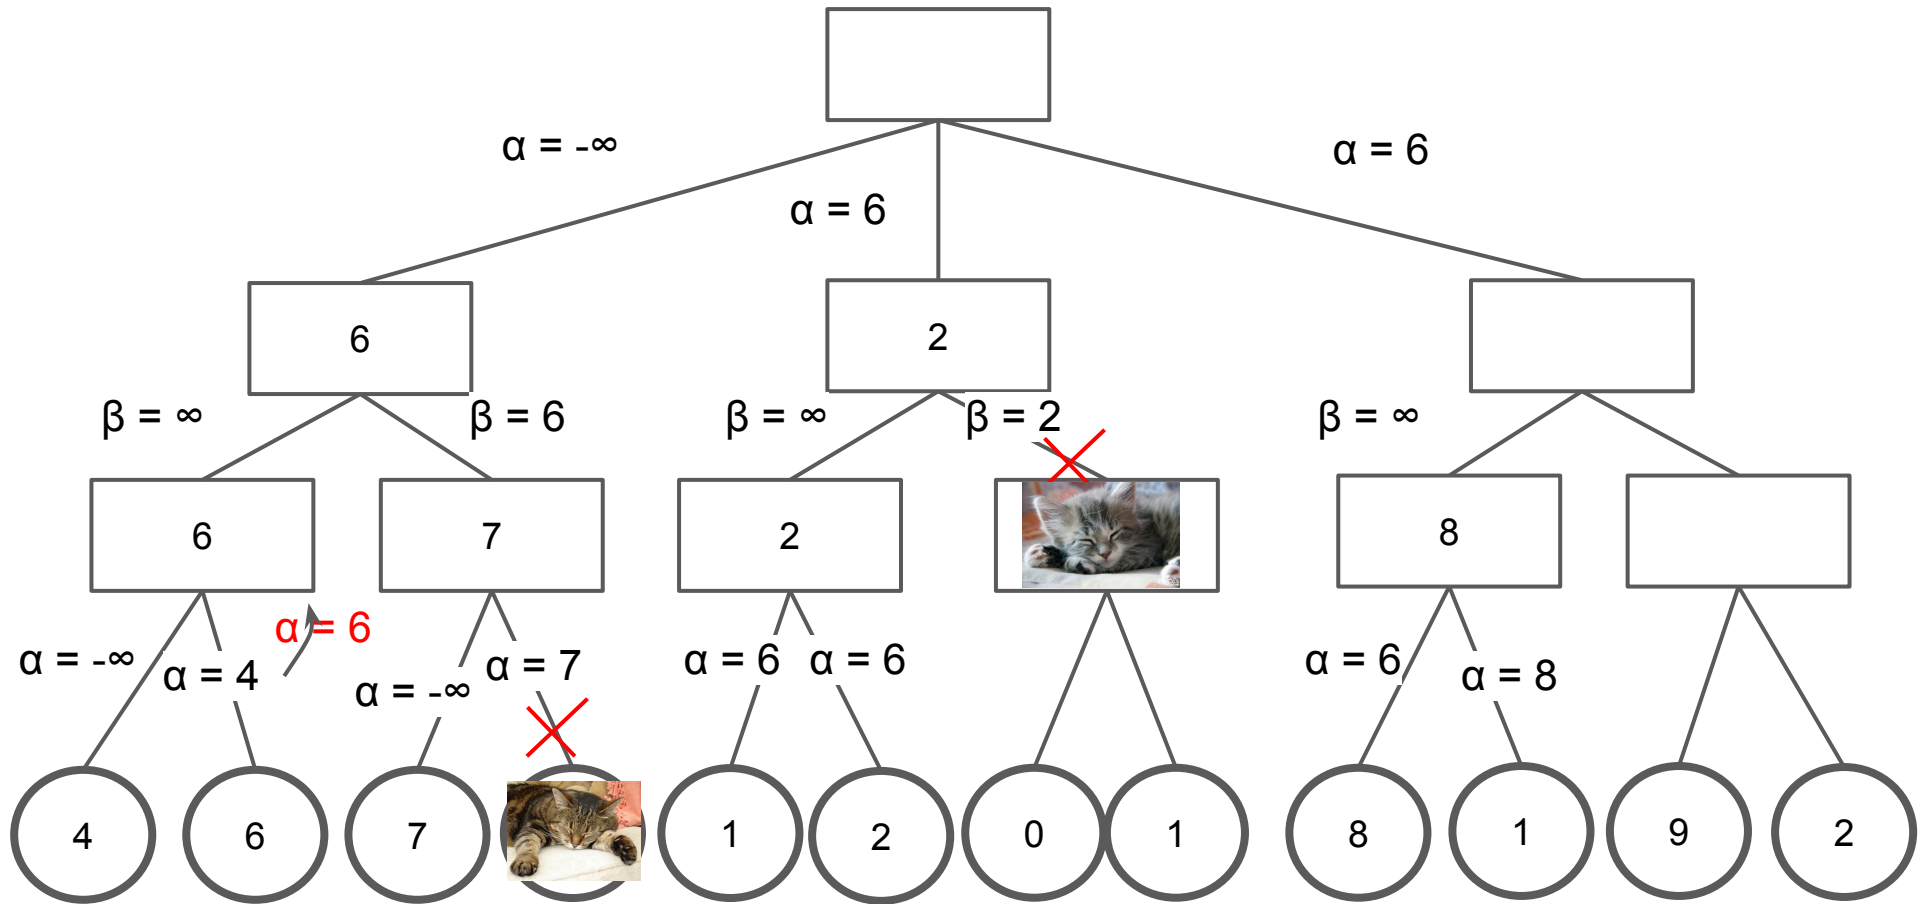 α = -∞
α = 6
α = 6
6
2
β = ∞
β = 6
β = ∞
β = 2
β = ∞
6
7
2
8
α = 6
α = -∞
α = 4
α = -∞
α = 7
α = 6
α = 6
α = 6
α = 8
4
6
7
1
2
0
1
8
1
9
2